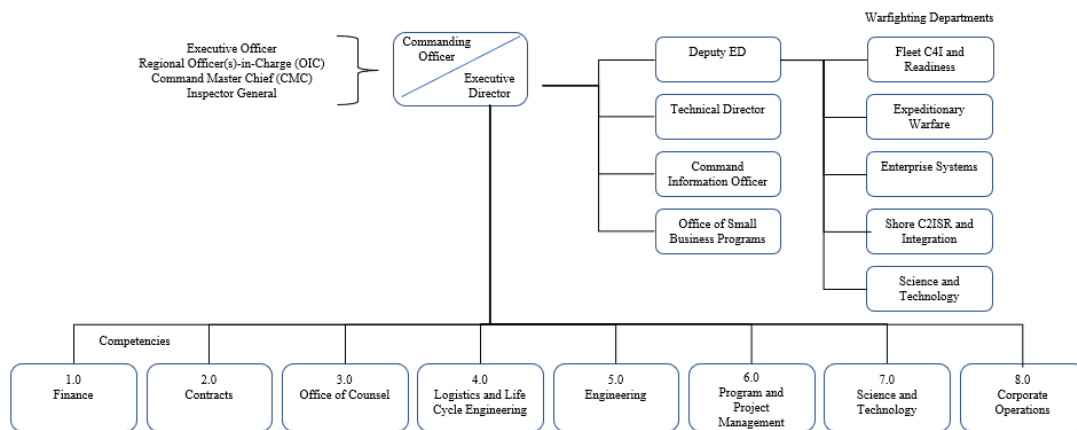 Warfighting Departments
Executive Officer
Regional Officer(s)-in-Charge (OIC)
Command Master Chief (CMC)
Inspector General
Commanding
Officer
Executive
Director
Deputy ED
Technical Director
Command
Information Officer
Office of Small
Business Programs
Fleet C4I and
Readiness
Expeditionary
Warfare
Enterprise Systems
Shore C2ISR and
Integration
Science and
Technology
Competencies
1.0
Finance
2.0
Contracts
3.0
Office of Counsel
4.0
Logistics and Life
Cycle Engineering
5.0
Engineering
6.0
Program and
Project
Management
7.0
Science and
Technology
8.0
Corporate
Operations